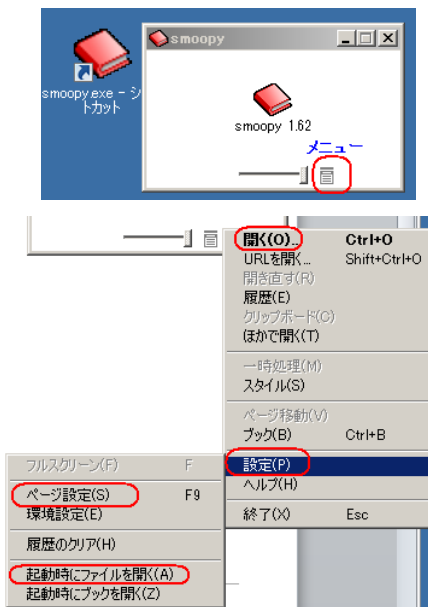 smoopy
smoopy.exe - シ
ョートカット
smoopy 1.62
メニュー
開く(O)... Ctrl+O
URLを開く... Shift+Ctrl+O
開き直す(R)
履歴(E)
クリップボード(C)
ほかで開く(T)
一時処理(M)
スタイル(S)
ページ移動(V)
ブック(B) Ctrl+B
設定(P)
ヘルプ(H)
終了(X) Esc
フルスクリーン(F) F
ページ設定(S) F9
環境設定(E)
履歴のクリア(H)
起動時にファイルを開く(A)
起動時にブックを開く(Z)